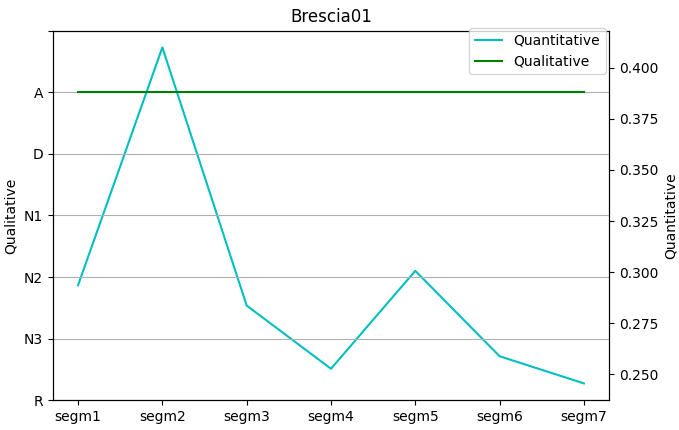 Brescia01
Quantitative
Qualitative
A
D
N1
N2
N3
R
Qualitative
0.400
0.375
0.350
0.325
0.300
0.275
0.250
Quantitative
segm1 segm2 segm3 segm4 segm5 segm6 segm7